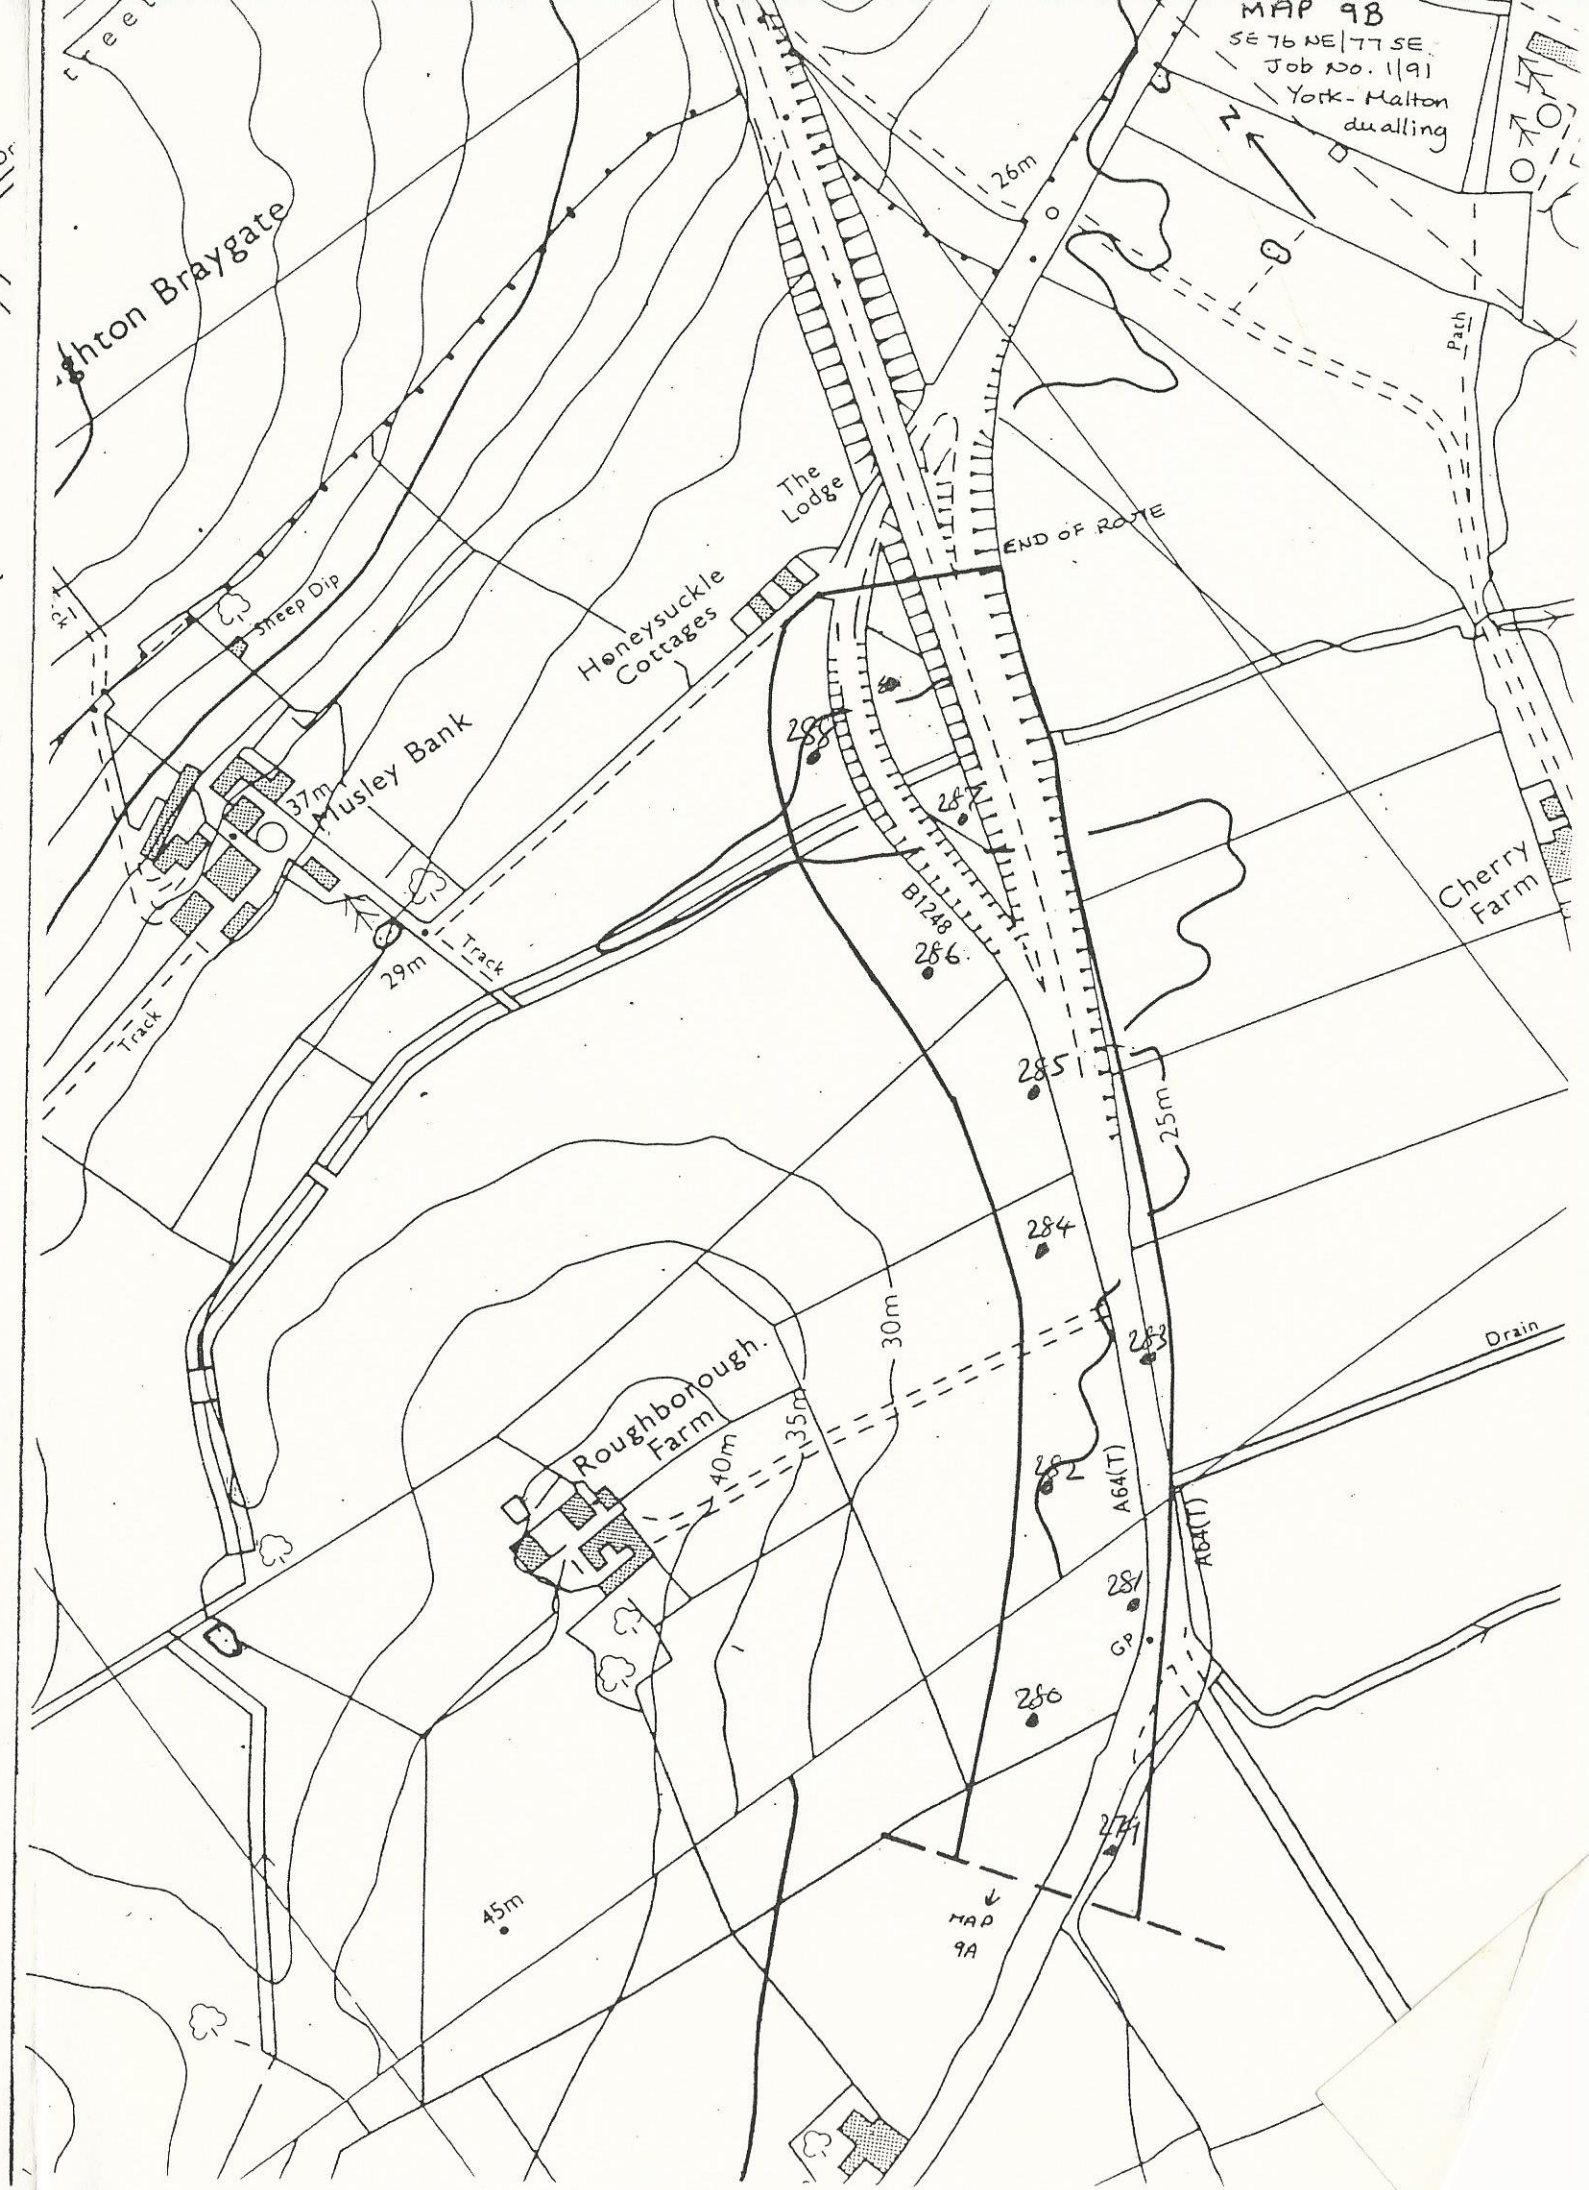 MAP 9B
SE 76 NE/77 SE
Job No. 1/91
York-Malton
dualling
N
treet
26m
ghton Braygate
Path
The
Lodge
END OF ROUTE
Honeysuckle
Cottages
Sheep Dip
Musley Bank
37m
288
287
B1248
Cherry
Farm
286
29m
Track
Track
285
25m
284
30m
283
Drain
Roughborough
Farm
35m
40m
282
A64(T)
A64(T)
281
GP
280
279
45m
MAP
9A